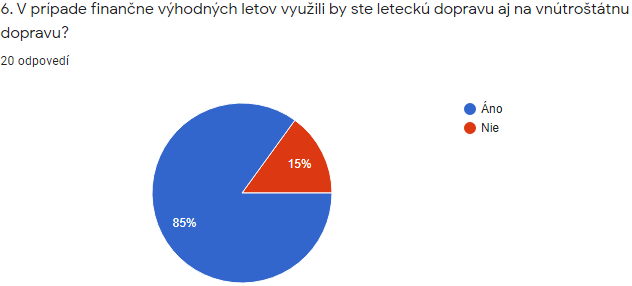 6. V prípade finančne výhodných letov využili by ste leteckú dopravu aj na vnútroštátnu
dopravu?
20 odpovedí
Áno
Nie
15%
85%